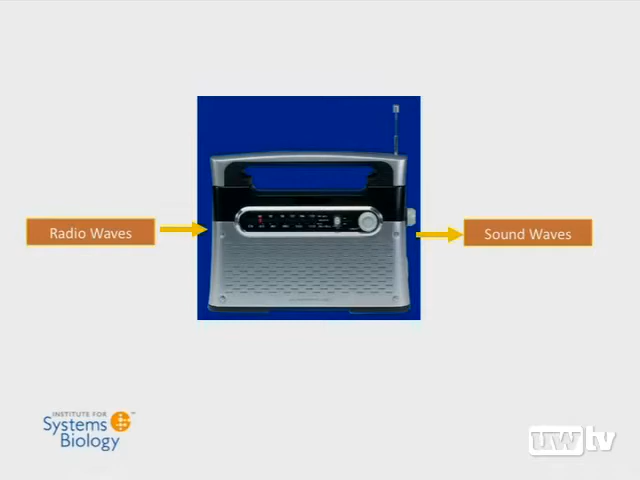 Radio Waves
Sound Waves
INSTITUTE FOR
Systems
Biology
uwtv